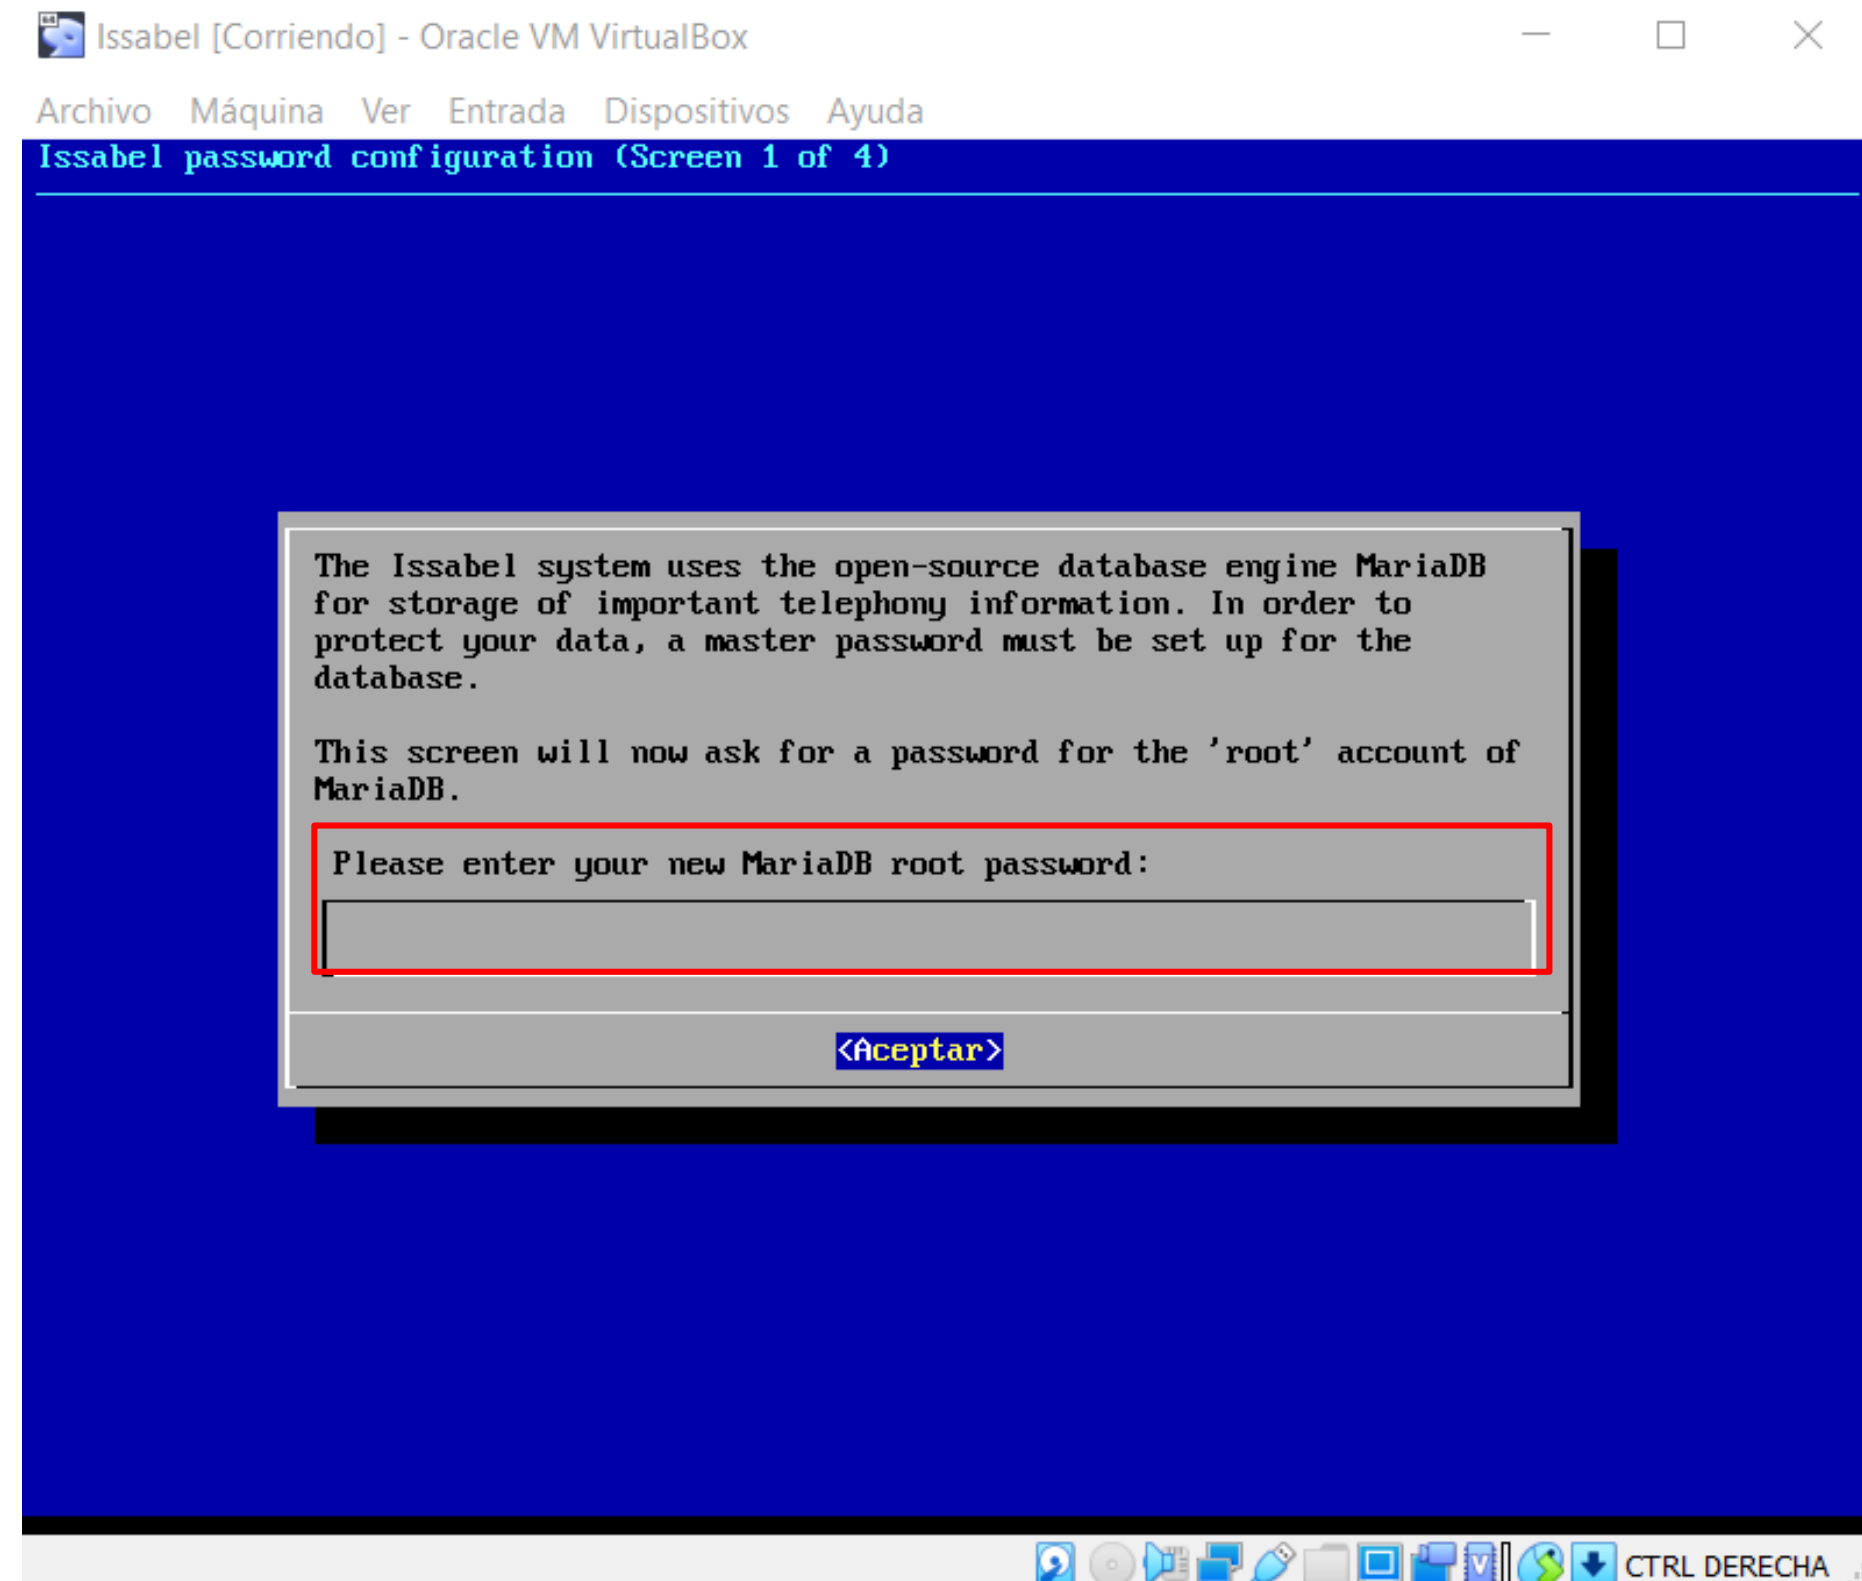 Issabel [Corriendo] - Oracle VM VirtualBox
Archivo Máquina Ver Entrada Dispositivos Ayuda
Issabel password configuration (Screen 1 of 4)
The Issabel system uses the open-source database engine MariaDB
for storage of important telephony information. In order to
protect your data, a master password must be set up for the
database.
This screen will now ask for a password for the 'root' account of
MariaDB.
Please enter your new MariaDB root password:
<Aceptar>
CTRL DERECHA